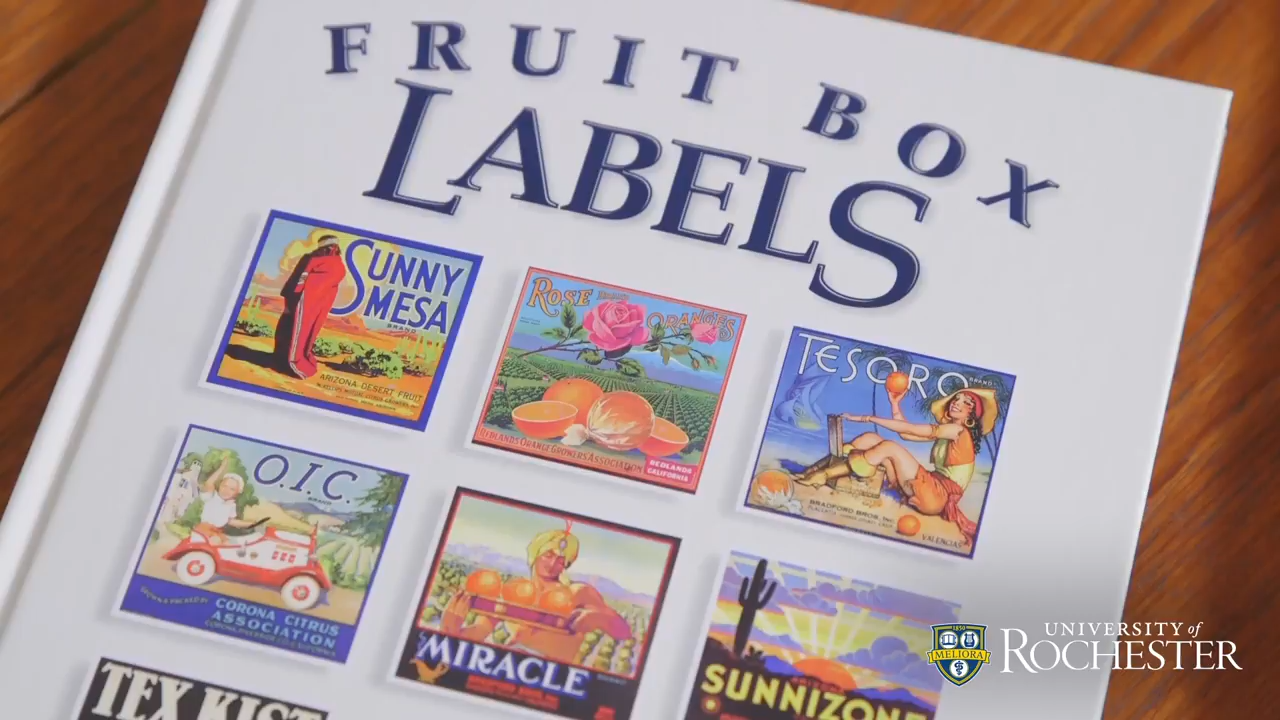 FRUIT BOX
LABELS
SUNNY
MESA
BRAND
ARIZONA DESERT FRUIT
ROSE BRAND
ORANGES
REDLANDS ORANGE GROWERS ASSOCIATION
REDLANDS
CALIFORNIA
TESORO
BRAND
BRADFORD BROS. INC.
VALENCIAS
O.I.C.
BRAND
CORONA CITRUS
ASSOCIATION
MIRACLE
TEX KIST
SUNNIZONE
1850
MELIORA
UNIVERSITY of
ROCHESTER